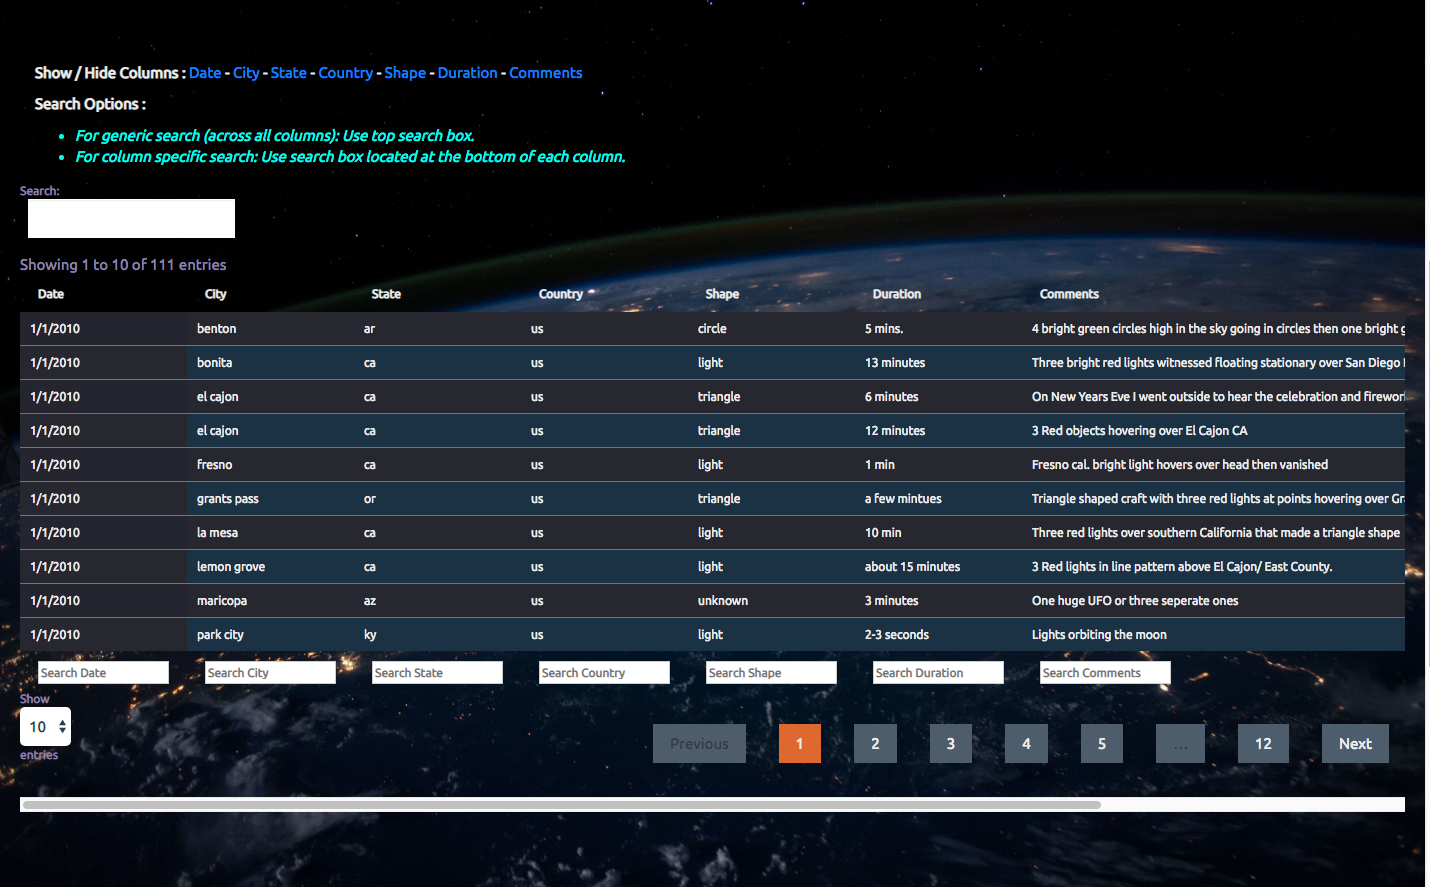 Show / Hide Columns : Date - City - State - Country - Shape - Duration - Comments
Search Options :
• For generic search (across all columns): Use top search box.
• For column specific search: Use search box located at the bottom of each column.
Search:
Showing 1 to 10 of 111 entries
Date City State Country Shape Duration Comments
1/1/2010 benton ar us circle 5 mins. 4 bright green circles high in the sky going in circles then one bright
1/1/2010 bonita ca us light 13 minutes Three bright red lights witnessed floating stationary over San Diego
1/1/2010 el cajon ca us triangle 6 minutes On New Years Eve I went outside to hear the celebration and
1/1/2010 el cajon ca us triangle 12 minutes 3 Red objects hovering over El Cajon CA
1/1/2010 fresno ca us light 1 min Fresno cal. bright light hovers over head then vanished
1/1/2010 grants pass or us triangle a few mintues Triangle shaped craft with three red lights at points hovering over
1/1/2010 la mesa ca us light 10 min Three red lights over southern California that made a triangle shape
1/1/2010 lemon grove ca us light about 15 minutes 3 Red lights in line pattern above El Cajon/ East County.
1/1/2010 maricopa az us unknown 3 minutes One huge UFO or three seperate ones
1/1/2010 park city ky us light 2-3 seconds Lights orbiting the moon
Search Date Search City Search State Search Country Search Shape Search Duration Search Comments
Show
10
entries
Previous 1 2 3 4 5 … 12 Next